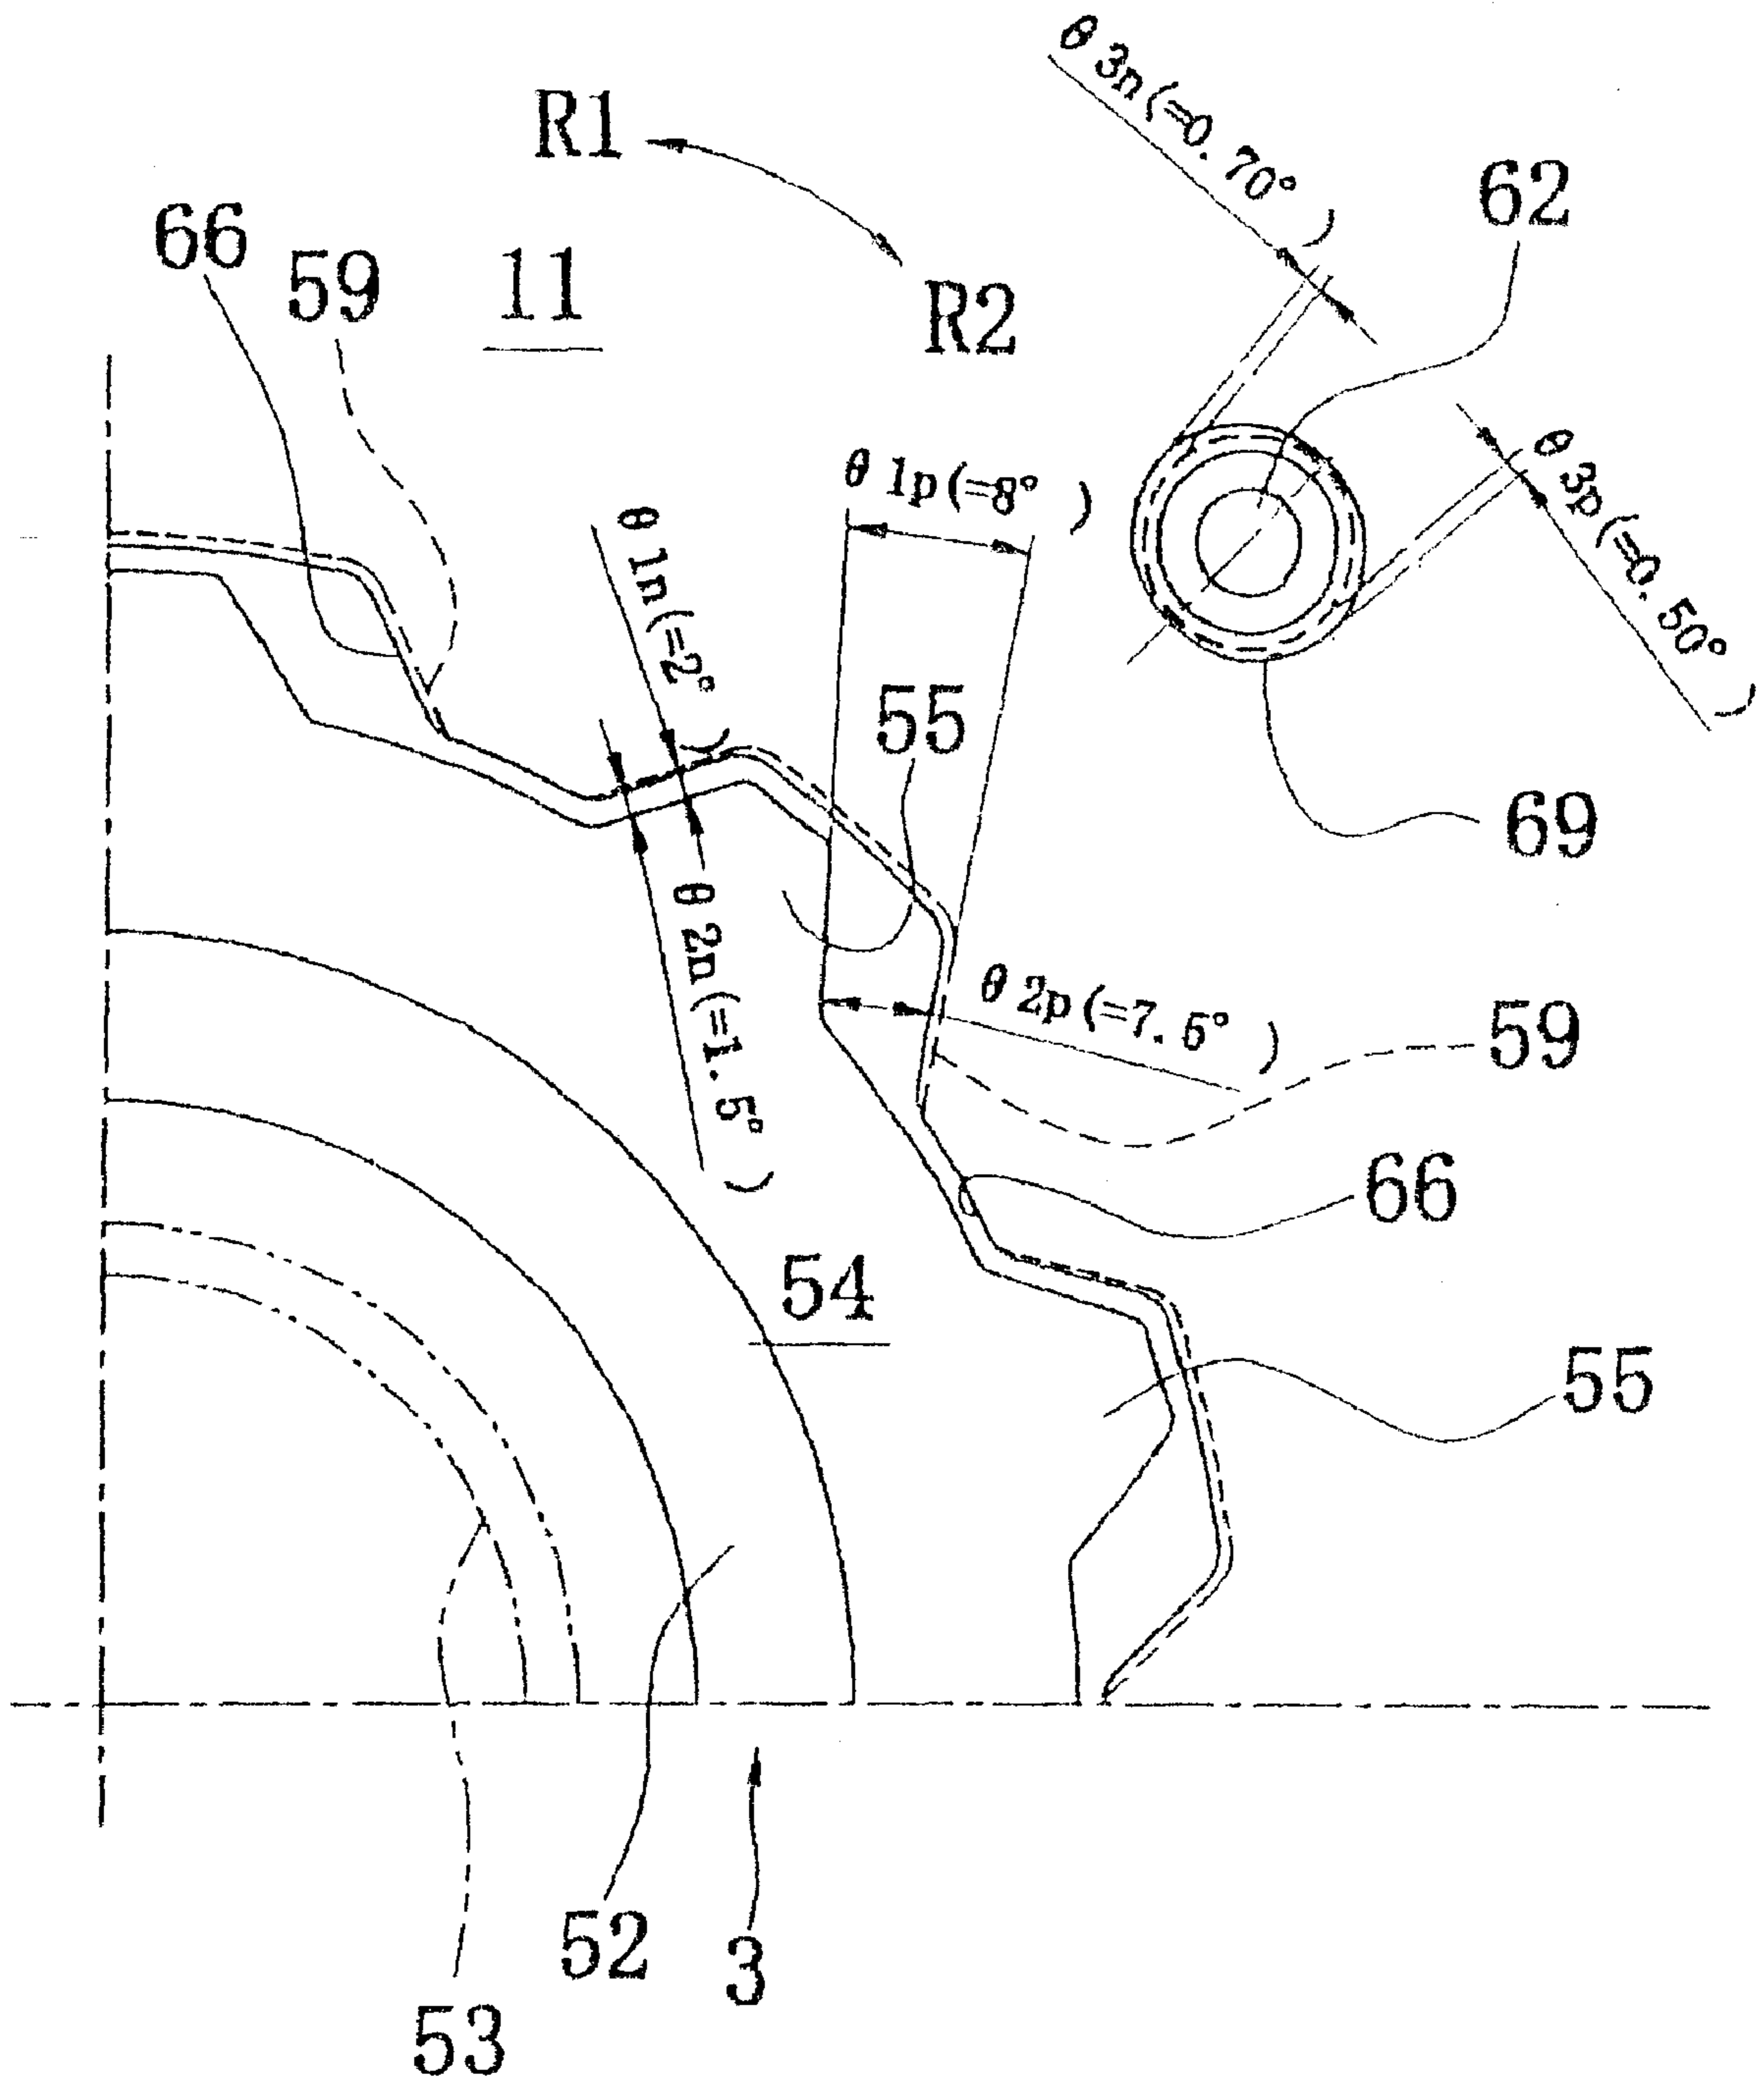 θ 3n(=0.70° )
R1
62
66
59
11
R2
θ 1p(=8° )
θ 3p(=0.50° )
θ 1n(=2° )
55
69
θ 2n(=1.5° )
θ 2p(=7.5° )
59
66
54
55
52
3
53